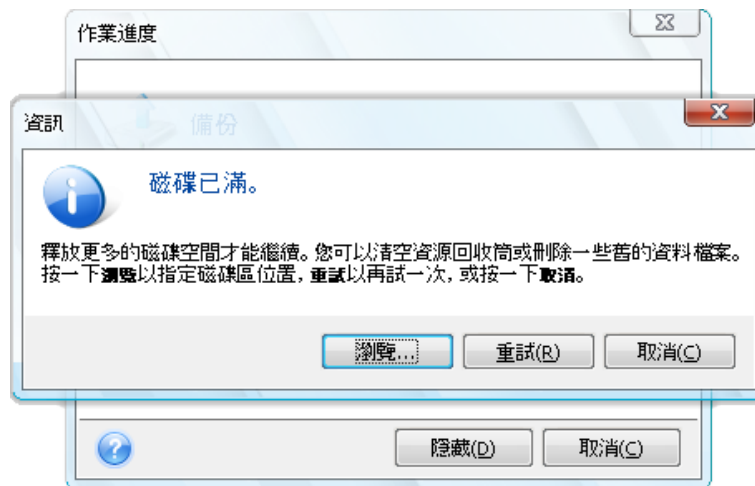 作業進度
資訊
備份
磁碟已滿。
釋放更多的磁碟空間才能繼續。您可以清空資源回收筒或刪除一些舊的資料檔案。
按一下瀏覽以指定磁碟區位置,重試以再試一次,或按一下取消。
瀏覽...
重試(R)
取消(C)
隱藏(D)
取消(C)